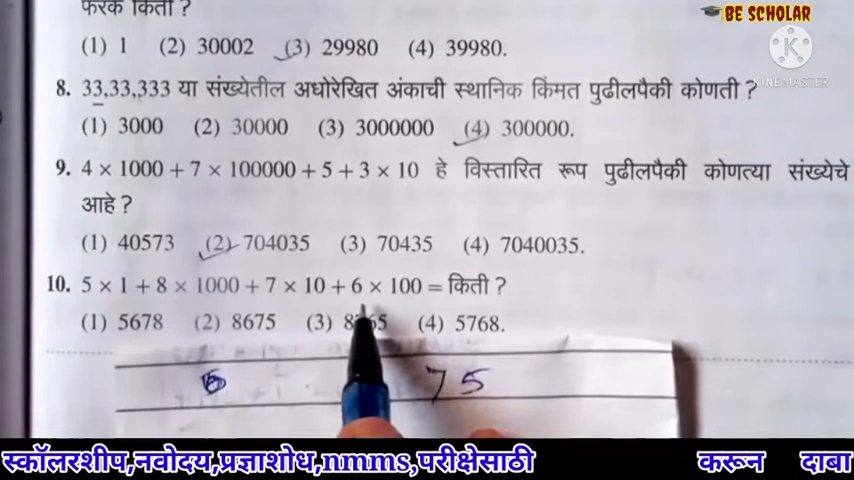 फरक किती ?
BE SCHOLAR
(1) 1 (2) 30002 (3) 29980 (4) 39980.
KINEMASTER
8. 33,33,333 या संख्येतील अधोरेखित अंकाची स्थानिक किंमत पुढीलपैकी कोणती ?
(1) 3000 (2) 30000 (3) 3000000 (4) 300000.
9. 4 × 1000 + 7 × 100000 + 5 + 3 × 10 हे विस्तारित रूप पुढीलपैकी कोणत्या संख्येचे
आहे ?
(1) 40573 (2) 704035 (3) 70435 (4) 7040035.
10. 5 × 1 + 8 × 1000 + 7 × 10 + 6 × 100 = किती ?
(1) 5678 (2) 8675 (3) (4) 5768.
75
स्कॉलरशीप,नवोदय,प्रज्ञाशोध,nmms,परीक्षेसाठी करून दाबा